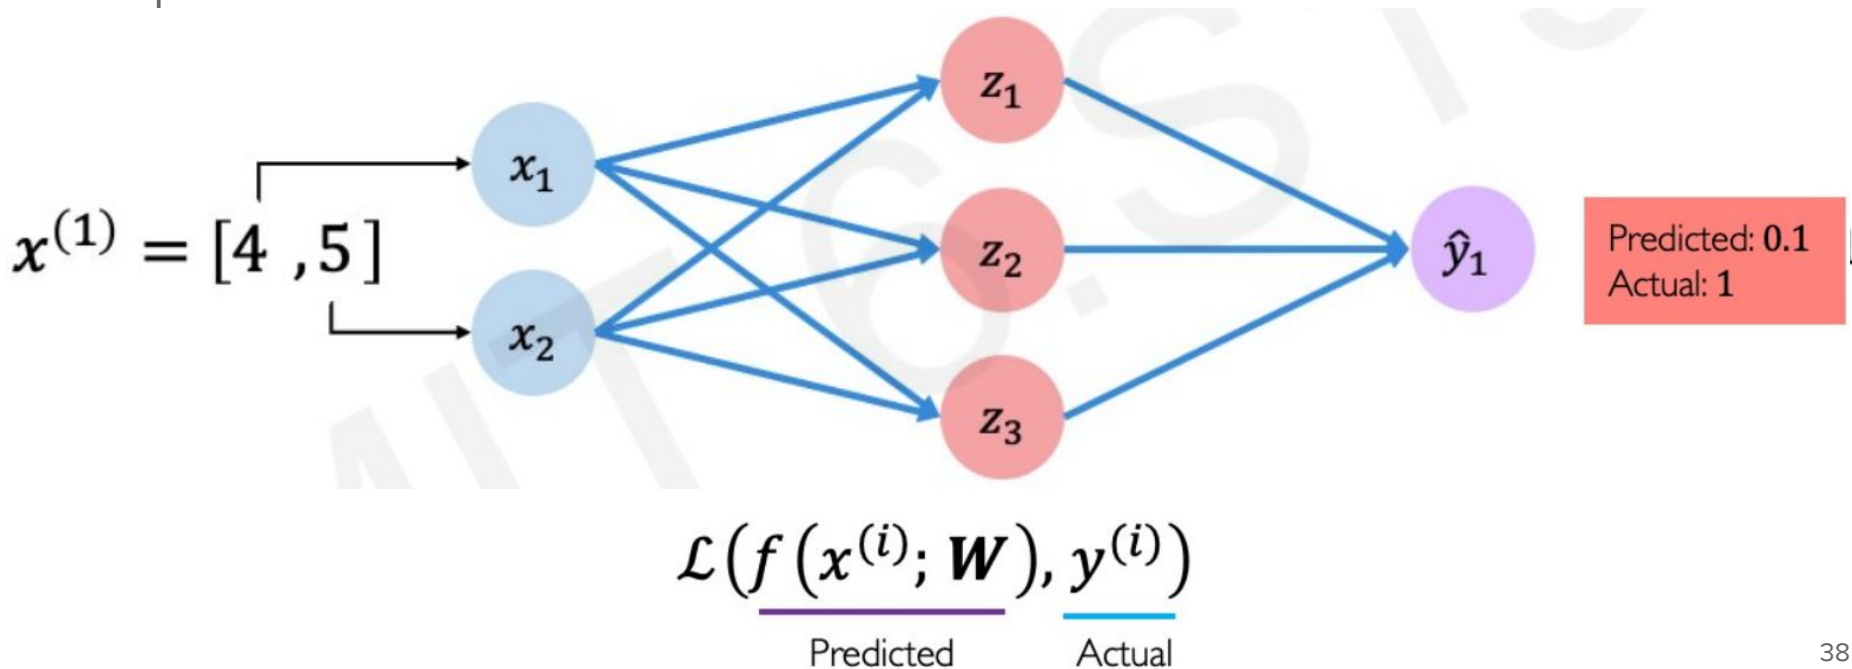 x₁
x₂
x⁽¹⁾ = [4 , 5]
z₁
z₂
z₃
ŷ₁
Predicted: 0.1
Actual: 1
ℒ(f(x⁽ⁱ⁾; W), y⁽ⁱ⁾)
Predicted Actual
38